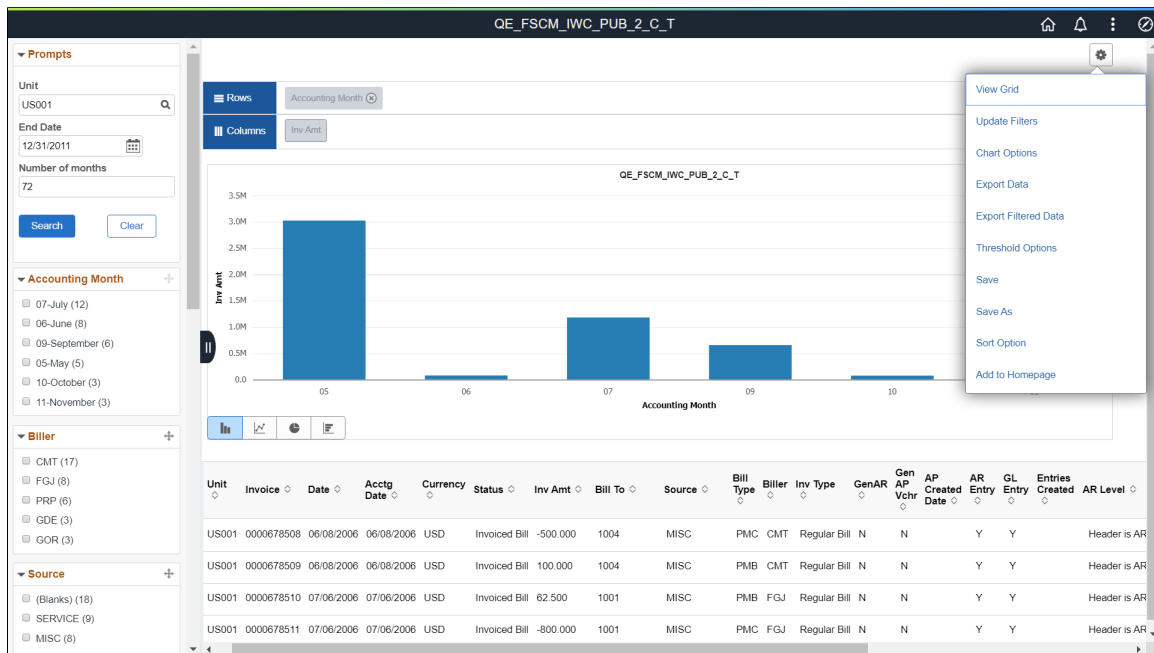 QE_FSCM_IWC_PUB_2_C_T
Prompts
Unit
US001
End Date
12/31/2011
Number of months
72
Search Clear
Accounting Month
07-July (12)
06-June (8)
09-September (6)
05-May (5)
10-October (3)
11-November (3)
Biller
CMT (17)
FGJ (8)
PRP (6)
GDE (3)
GOR (3)
Source
(Blanks) (18)
SERVICE (9)
MISC (8)
Rows Accounting Month
Columns Inv Amt
View Grid
Update Filters
Chart Options
Export Data
Export Filtered Data
Threshold Options
Save
Save As
Sort Option
Add to Homepage
QE_FSCM_IWC_PUB_2_C_T
3.5M
3.0M
2.5M
2.0M
1.5M
1.0M
0.5M
0.0
Inv Amt
05 06 07 09 10
Accounting Month
Unit Invoice Date Acctg Date Currency Status Inv Amt Bill To Source Bill Type Biller Inv Type GenAR Gen AP Vchr AP Created Date AR Entry GL Entry Entries Created AR Level
US001 0000678508 06/08/2006 06/08/2006 USD Invoiced Bill -500.000 1004 MISC PMC CMT Regular Bill N N Y Y Header is AR
US001 0000678509 06/08/2006 06/08/2006 USD Invoiced Bill 100.000 1004 MISC PMB CMT Regular Bill N N Y Y Header is AR
US001 0000678510 07/06/2006 07/06/2006 USD Invoiced Bill 62.500 1001 MISC PMB FGJ Regular Bill N N Y Y Header is AR
US001 0000678511 07/06/2006 07/06/2006 USD Invoiced Bill -800.000 1001 MISC PMC FGJ Regular Bill N N Y Y Header is AR